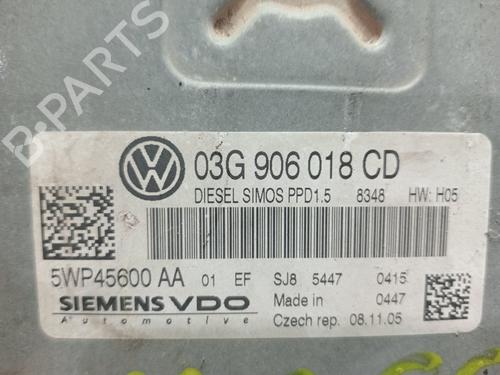 B-PARTS
03G 906 018 CD
DIESEL SIMOS PPD1.5 8348 HW: H05
5WP45600 AA 01 EF SJ8 5447 0415
SIEMENS VDO Made in 0447
Automotive Czech rep. 08.11.05